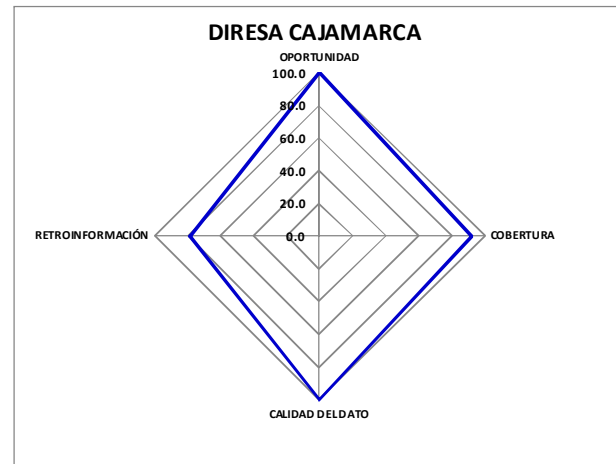 DIRESA CAJAMARCA
OPORTUNIDAD
100.0
80.0
60.0
40.0
20.0
0.0
RETROINFORMACIÓN
COBERTURA
CALIDAD DEL DATO